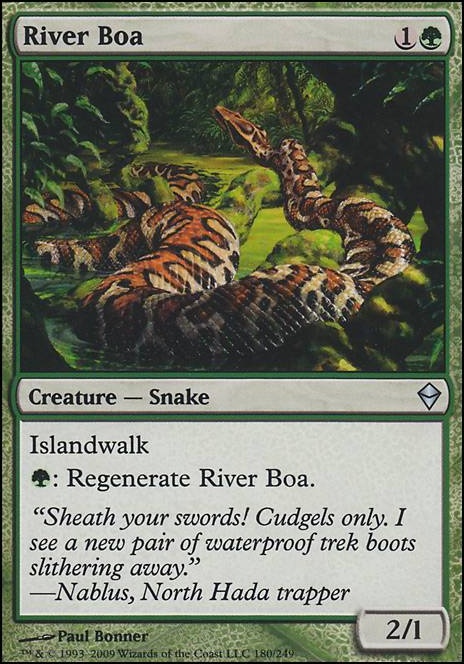 River Boa 1
Creature — Snake
Islandwalk
: Regenerate River Boa.
“Sheath your swords! Cudgels only. I
see a new pair of waterproof trek boots
slithering away.”
—Nablus, North Hada trapper
2/1
Paul Bonner
™ & © 1993–2009 Wizards of the Coast LLC 180/249